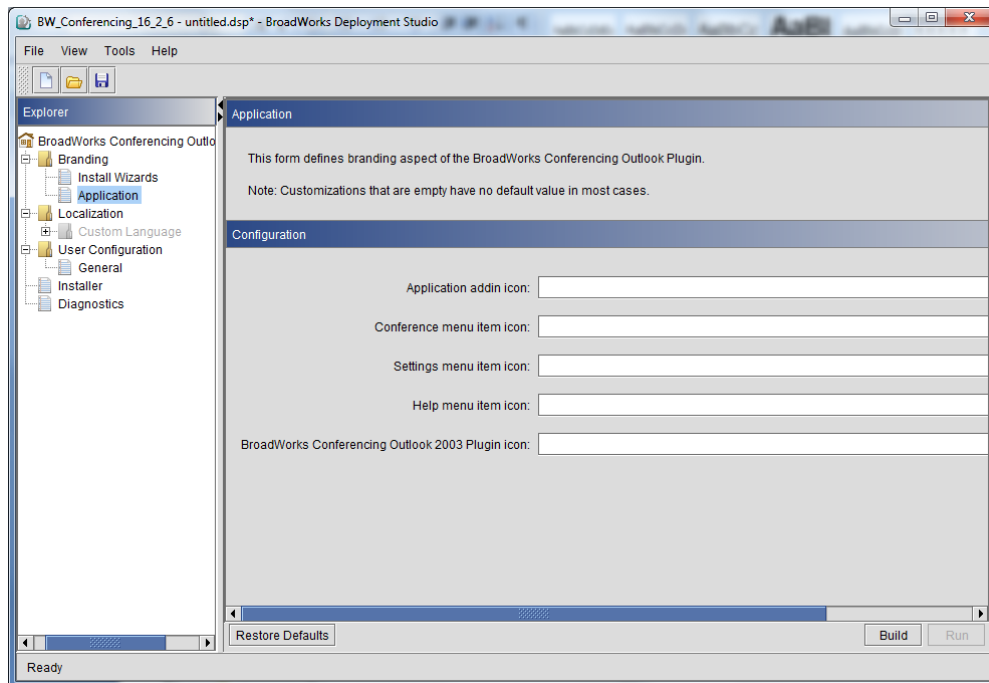 BW_Conferencing_16_2_6 - untitled.dsp* - BroadWorks Deployment Studio
File View Tools Help
Explorer
BroadWorks Conferencing Outlo
Branding
Install Wizards
Application
Localization
Custom Language
User Configuration
General
Installer
Diagnostics
Application
This form defines branding aspect of the BroadWorks Conferencing Outlook Plugin.
Note: Customizations that are empty have no default value in most cases.
Configuration
Application addin icon:
Conference menu item icon:
Settings menu item icon:
Help menu item icon:
BroadWorks Conferencing Outlook 2003 Plugin icon:
Restore Defaults Build Run
Ready